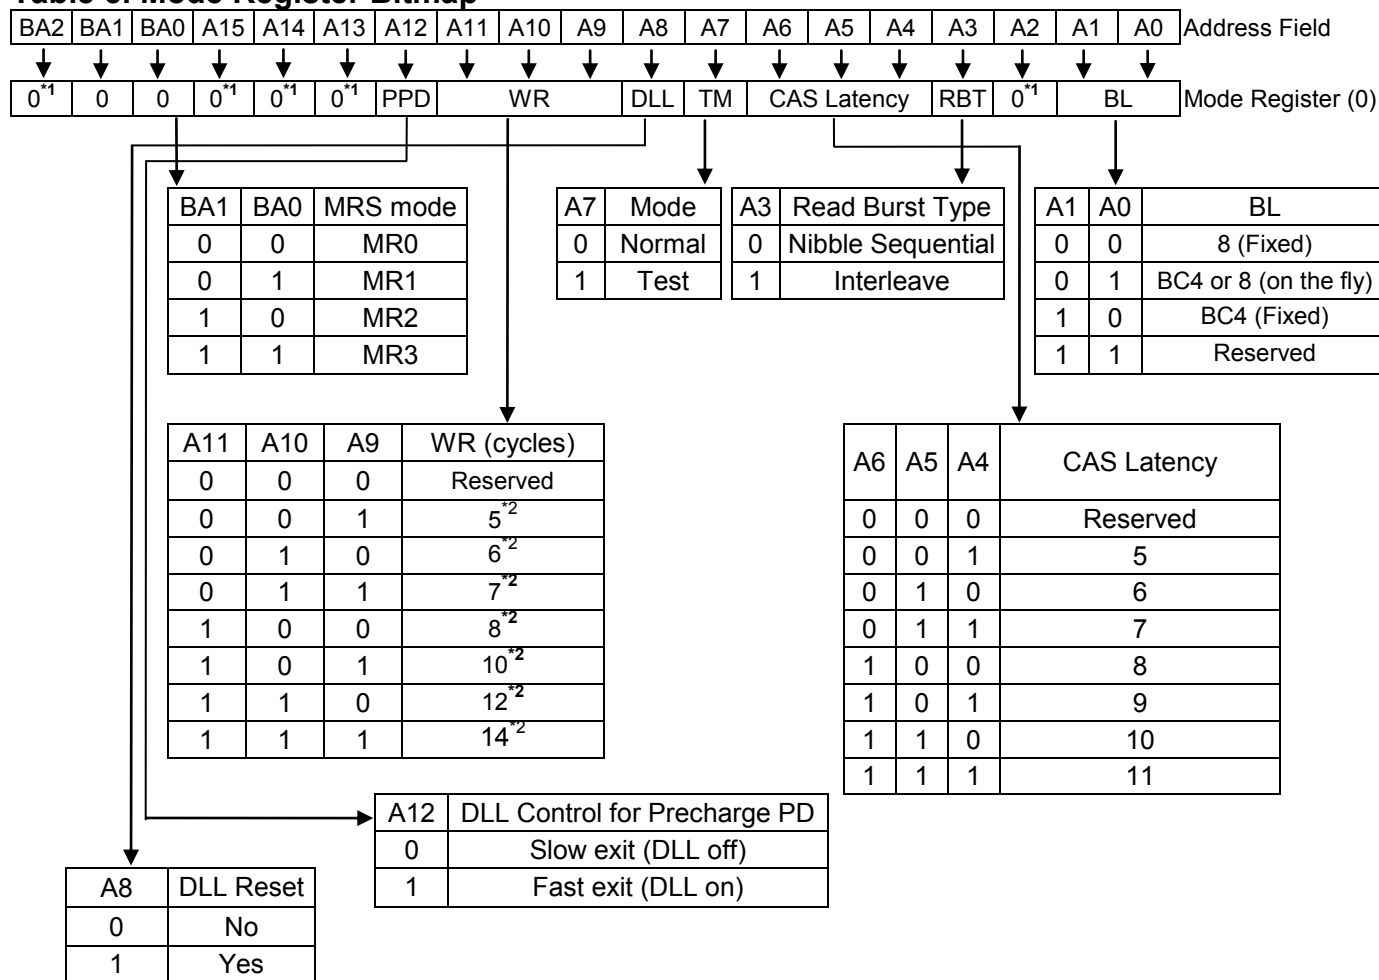 Table 6. Mode Register Bitmap
BA2 BA1 BA0 A15 A14 A13 A12 A11 A10 A9 A8 A7 A6 A5 A4 A3 A2 A1 A0 Address Field
0*1 0 0 0*1 0*1 0*1 PPD WR DLL TM CAS Latency RBT 0*1 BL Mode Register (0)
BA1 BA0 MRS mode
0 0 MR0
0 1 MR1
1 0 MR2
1 1 MR3
A7 Mode
0 Normal
1 Test
A3 Read Burst Type
0 Nibble Sequential
1 Interleave
A1 A0 BL
0 0 8 (Fixed)
0 1 BC4 or 8 (on the fly)
1 0 BC4 (Fixed)
1 1 Reserved
A11 A10 A9 WR (cycles)
0 0 0 Reserved
0 0 1 5*2
0 1 0 6*2
0 1 1 7*2
1 0 0 8*2
1 0 1 10*2
1 1 0 12*2
1 1 1 14*2
A6 A5 A4 CAS Latency
0 0 0 Reserved
0 0 1 5
0 1 0 6
0 1 1 7
1 0 0 8
1 0 1 9
1 1 0 10
1 1 1 11
A12 DLL Control for Precharge PD
0 Slow exit (DLL off)
1 Fast exit (DLL on)
A8 DLL Reset
0 No
1 Yes